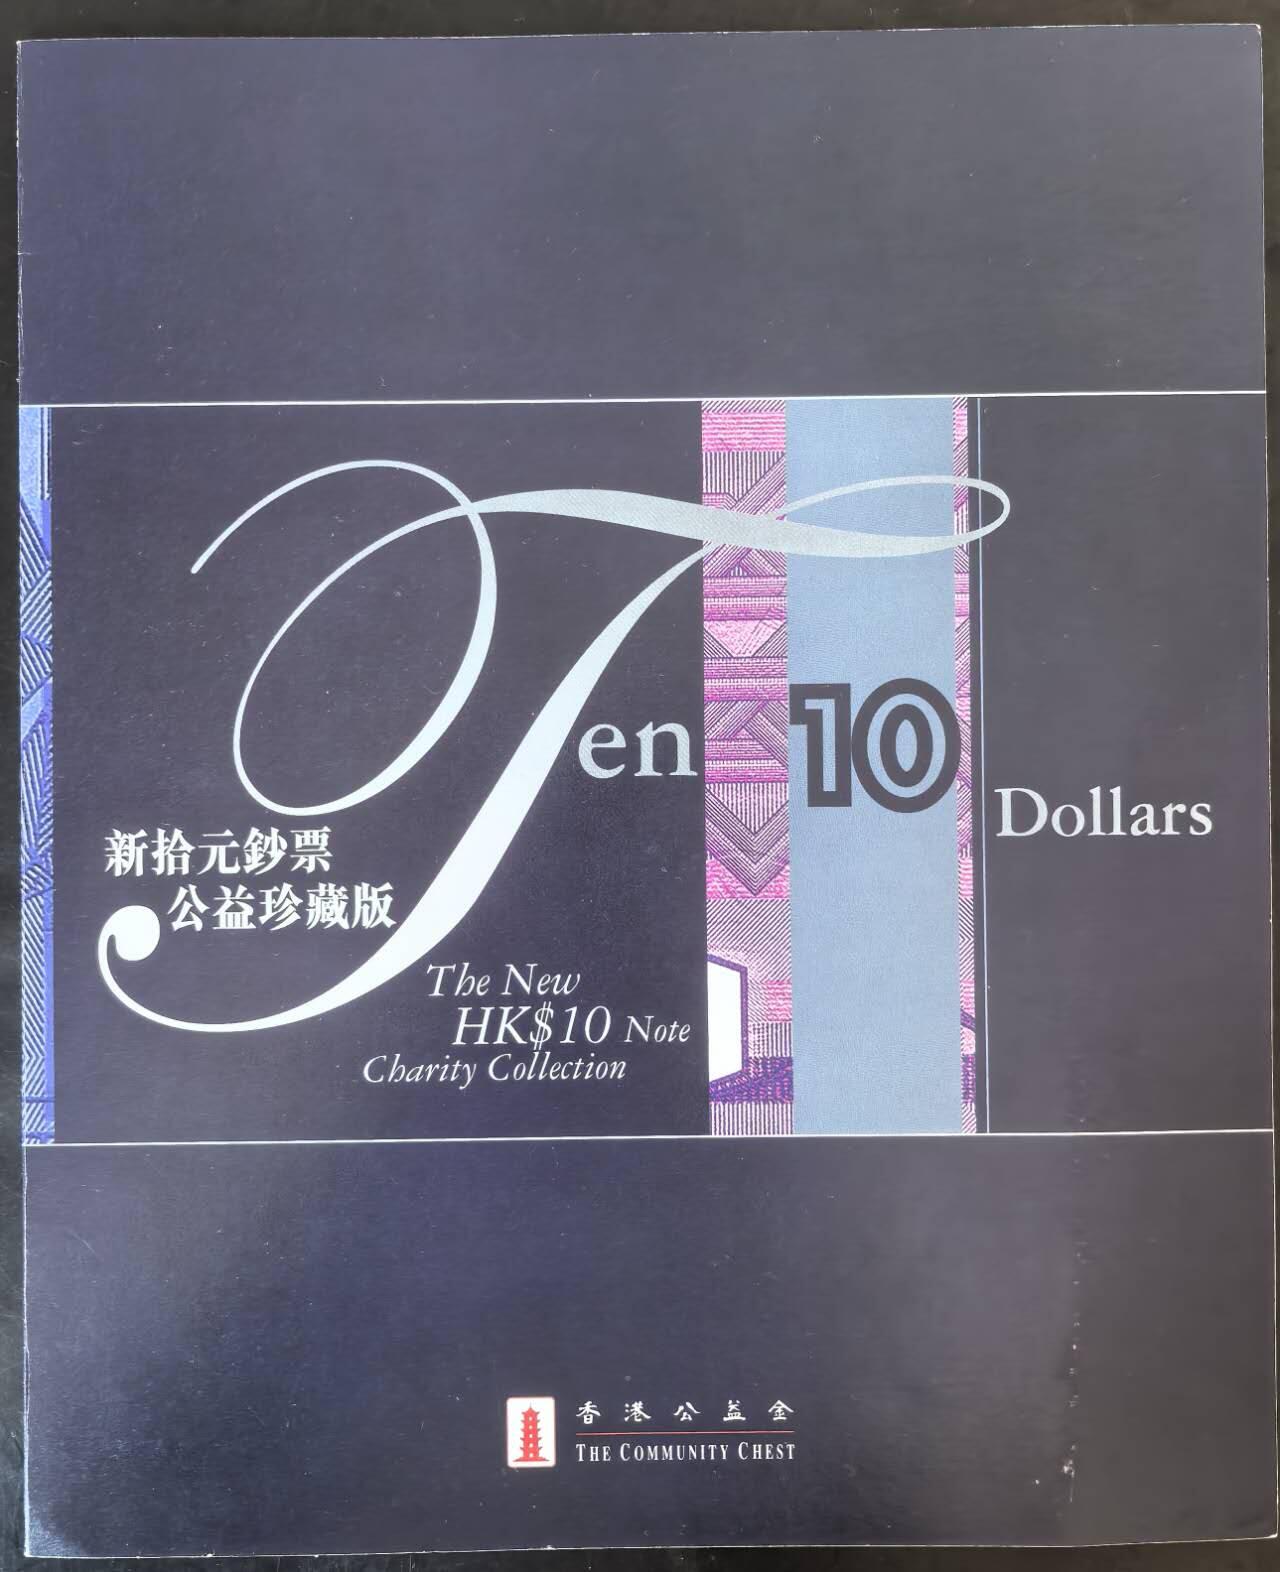 Ten 10 Dollars
新拾元鈔票
公益珍藏版
The New
HK$10 Note
Charity Collection
香港公益金
THE COMMUNITY CHEST